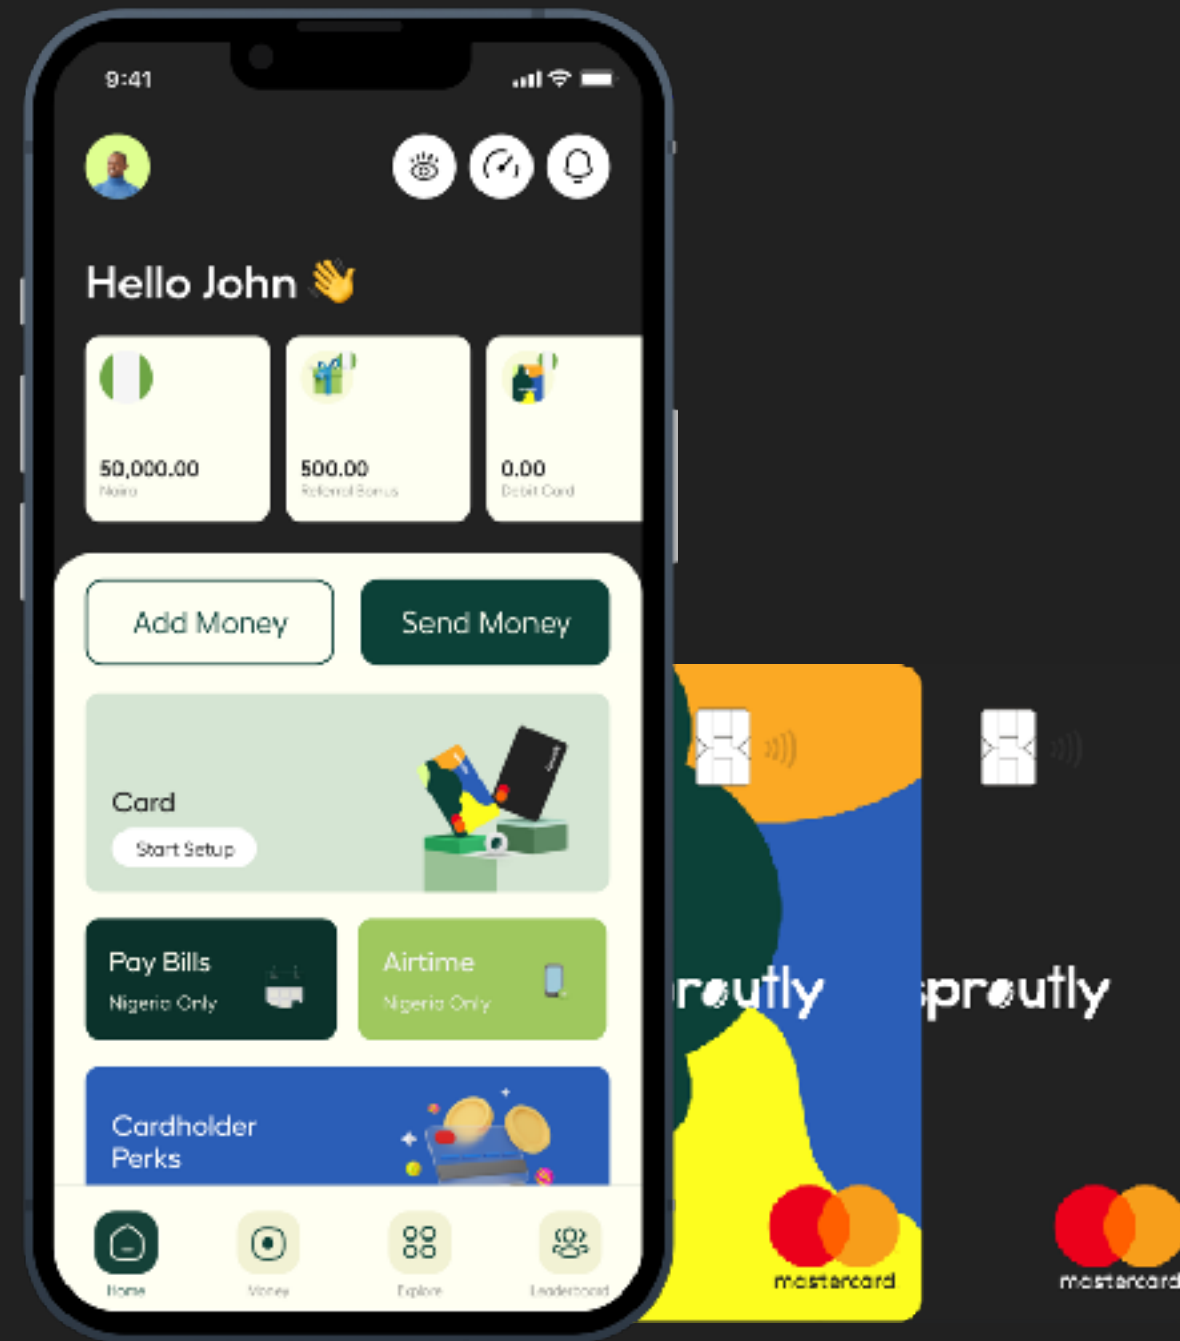 9:41
Hello John 👋
50,000.00
Naira
500.00
Referral Bonus
0.00
Debit Card
Add Money
Send Money
Card
Start Setup
Pay Bills
Nigeria Only
Airtime
Nigeria Only
Cardholder
Perks
Home
Money
Explore
Leaderboard
routly
sproutly
mastercard
mastercard